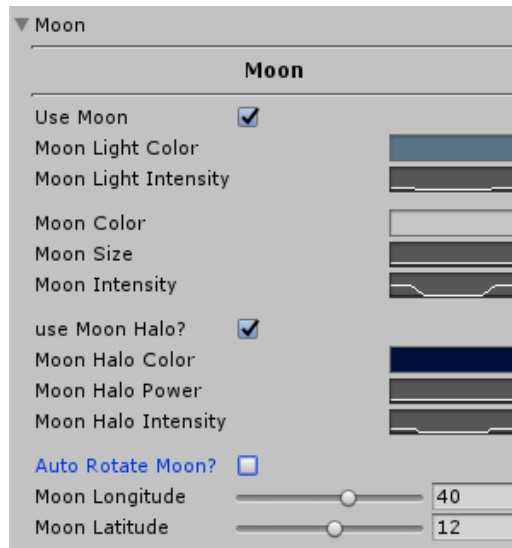 Moon
Moon
Use Moon
Moon Light Color
Moon Light Intensity
Moon Color
Moon Size
Moon Intensity
use Moon Halo?
Moon Halo Color
Moon Halo Power
Moon Halo Intensity
Auto Rotate Moon?
Moon Longitude 40
Moon Latitude 12